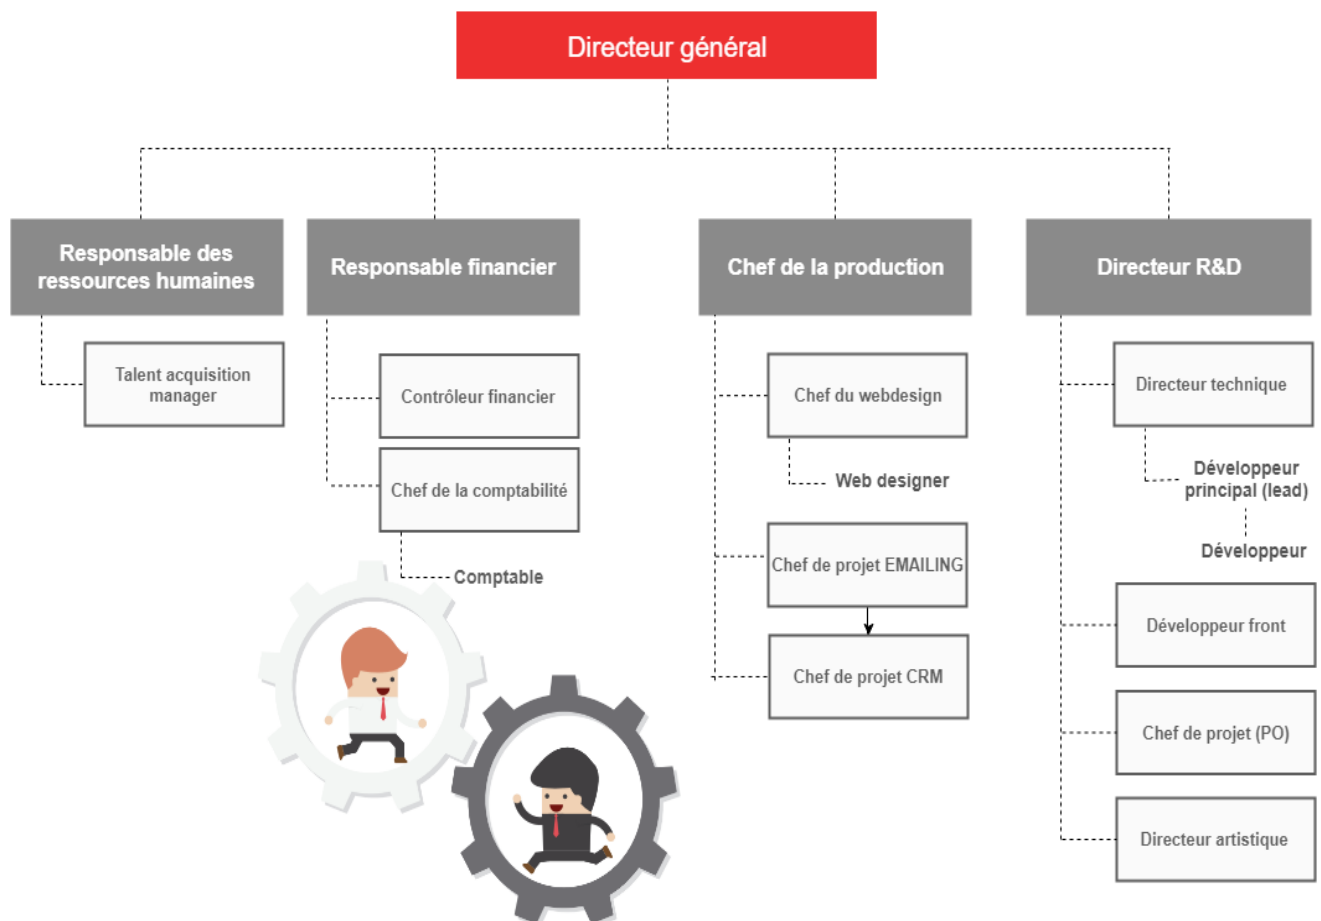 Directeur général
Responsable des
ressources humaines
Responsable financier
Chef de la production
Directeur R&D
Talent acquisition
manager
Contrôleur financier
Chef de la comptabilité
Comptable
Chef du webdesign
Web designer
Chef de projet EMAILING
Chef de projet CRM
Directeur technique
Développeur
principal (lead)
Développeur
Développeur front
Chef de projet (PO)
Directeur artistique